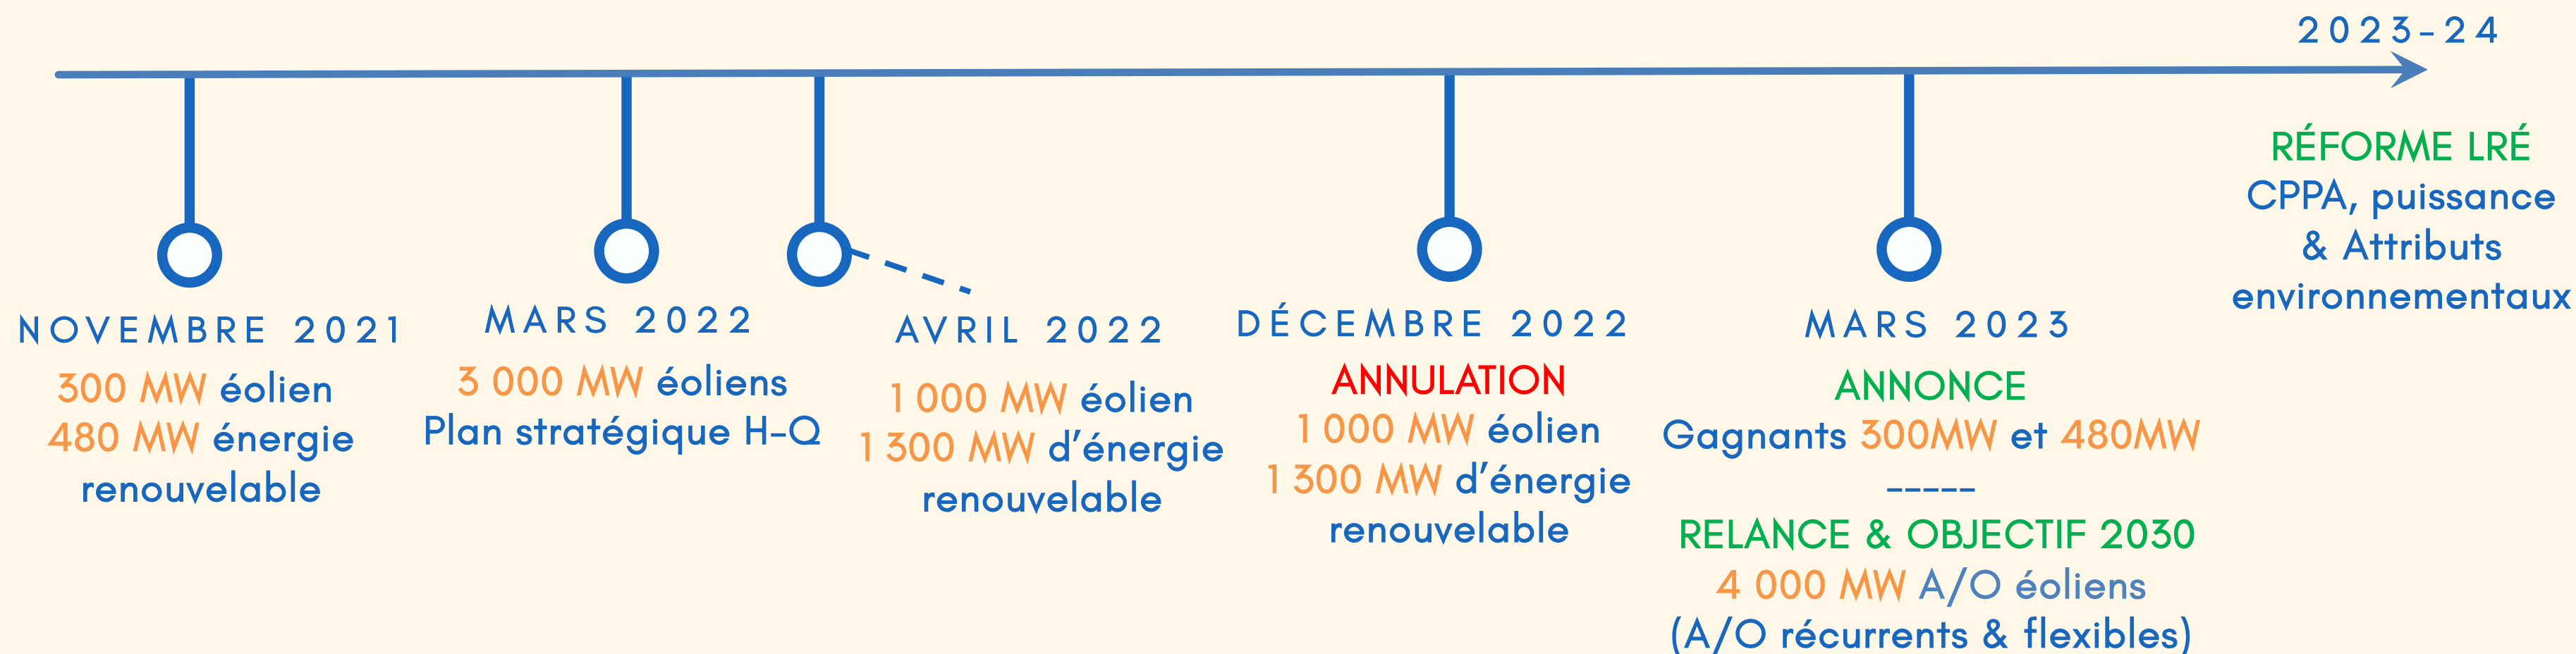 2023-24
NOVEMBRE 2021
300 MW éolien
480 MW énergie
renouvelable
MARS 2022
3 000 MW éoliens
Plan stratégique H-Q
AVRIL 2022
1 000 MW éolien
1 300 MW d’énergie
renouvelable
DÉCEMBRE 2022
ANNULATION
1 000 MW éolien
1 300 MW d’énergie
renouvelable
MARS 2023
ANNONCE
Gagnants 300MW et 480MW
-----
RELANCE & OBJECTIF 2030
4 000 MW A/O éoliens
(A/O récurrents & flexibles)
RÉFORME LRÉ
CPPA, puissance
& Attributs
environnementaux